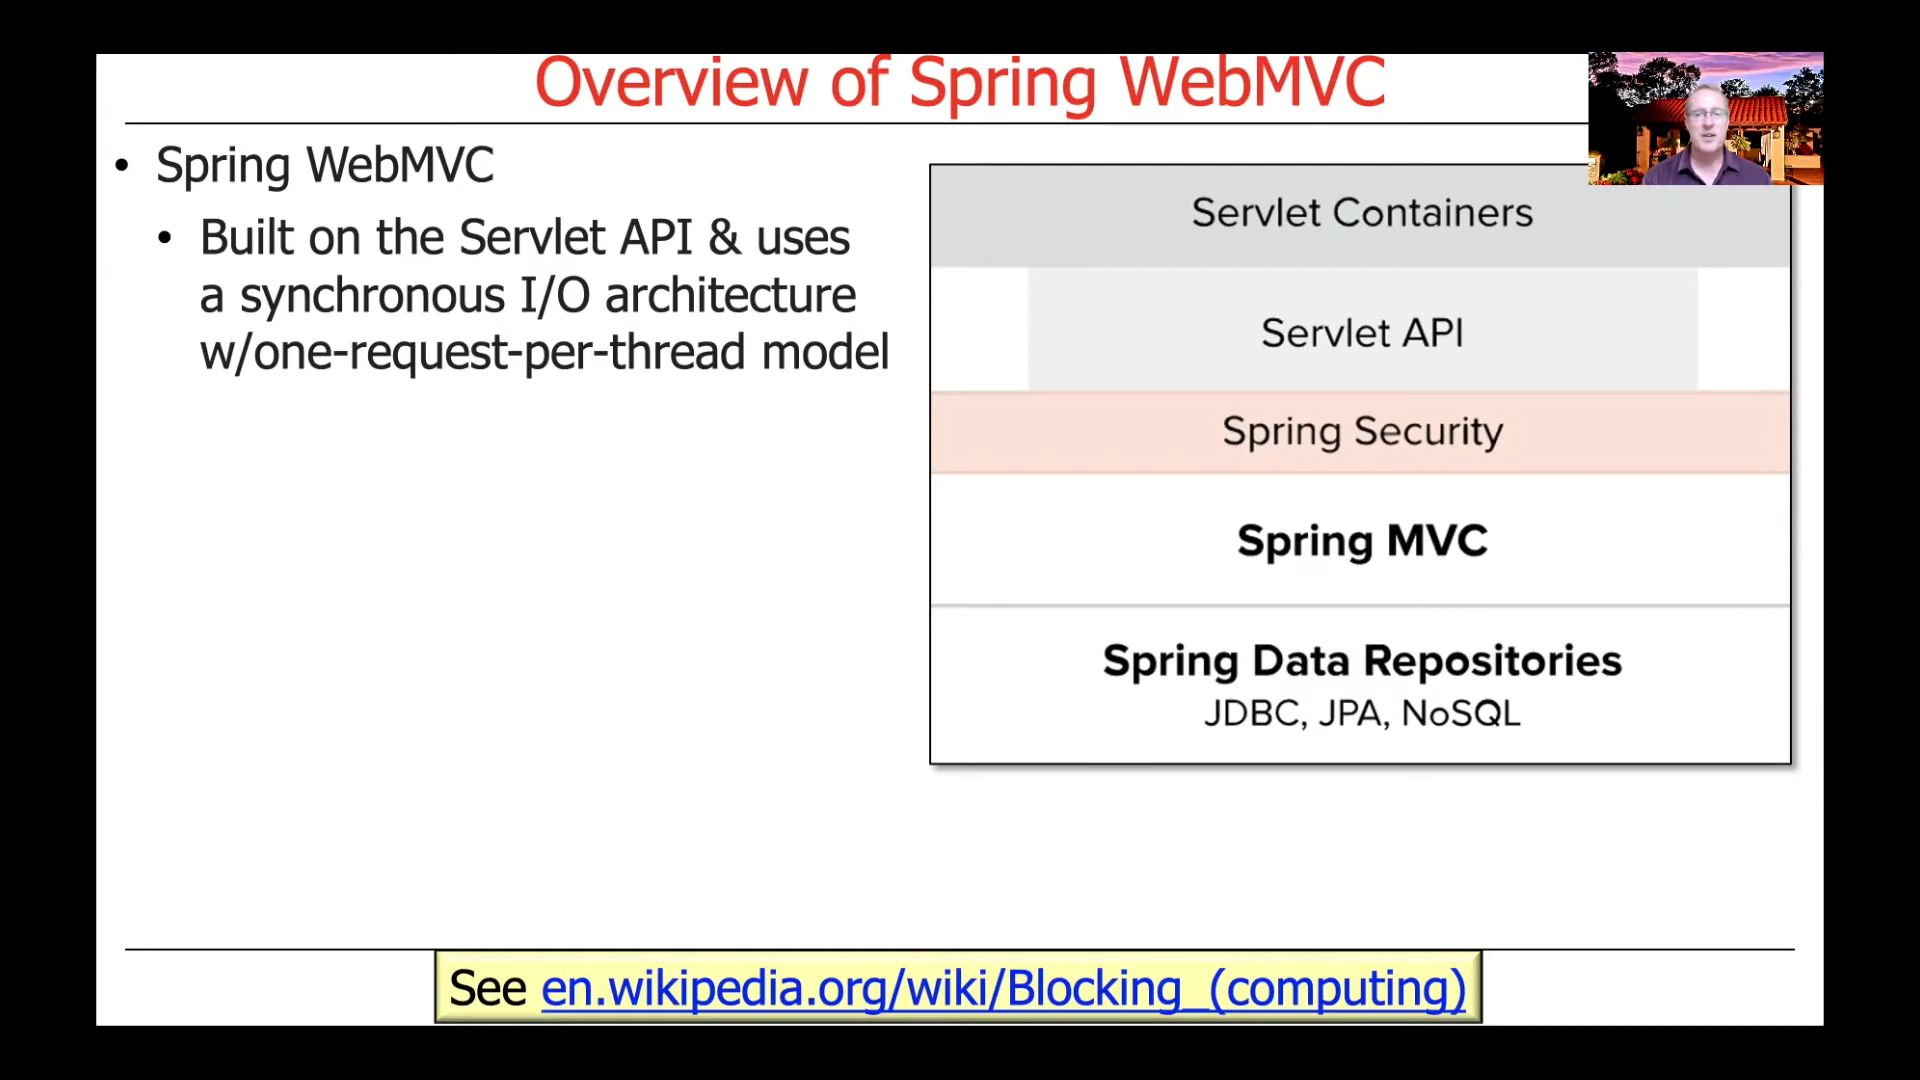 Overview of Spring WebMVC
• Spring WebMVC
• Built on the Servlet API & uses
a synchronous I/O architecture
w/one-request-per-thread model
Servlet Containers
Servlet API
Spring Security
Spring MVC
Spring Data Repositories
JDBC, JPA, NoSQL
See en.wikipedia.org/wiki/Blocking_(computing)